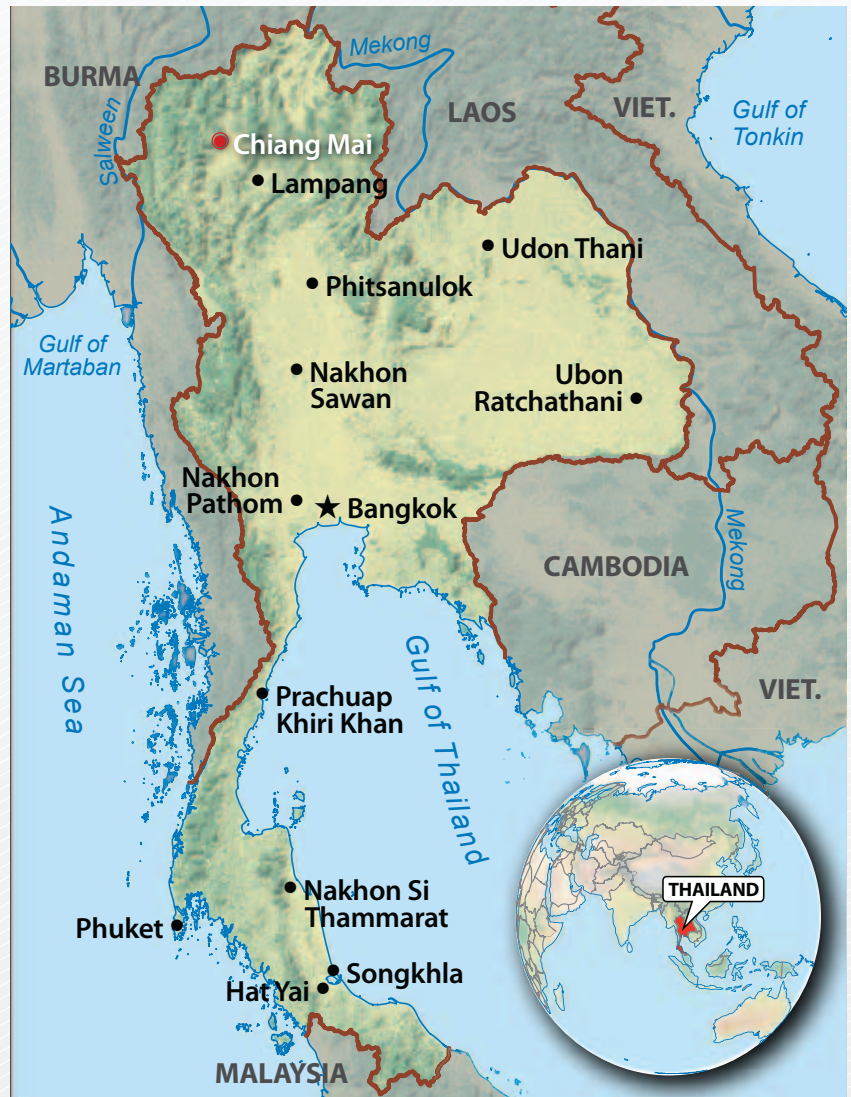 Mekong
BURMA
LAOS
VIET.
Gulf of
Tonkin
Salween
Chiang Mai
Lampang
Udon Thani
Phitsanulok
Gulf of
Martaban
Nakhon
Sawan
Ubon
Ratchathani
Nakhon
Pathom
Bangkok
Mekong
Andaman Sea
CAMBODIA
Gulf of Thailand
Prachuap
Khiri Khan
VIET.
THAILAND
Nakhon Si
Thammarat
Phuket
Songkhla
Hat Yai
MALAYSIA